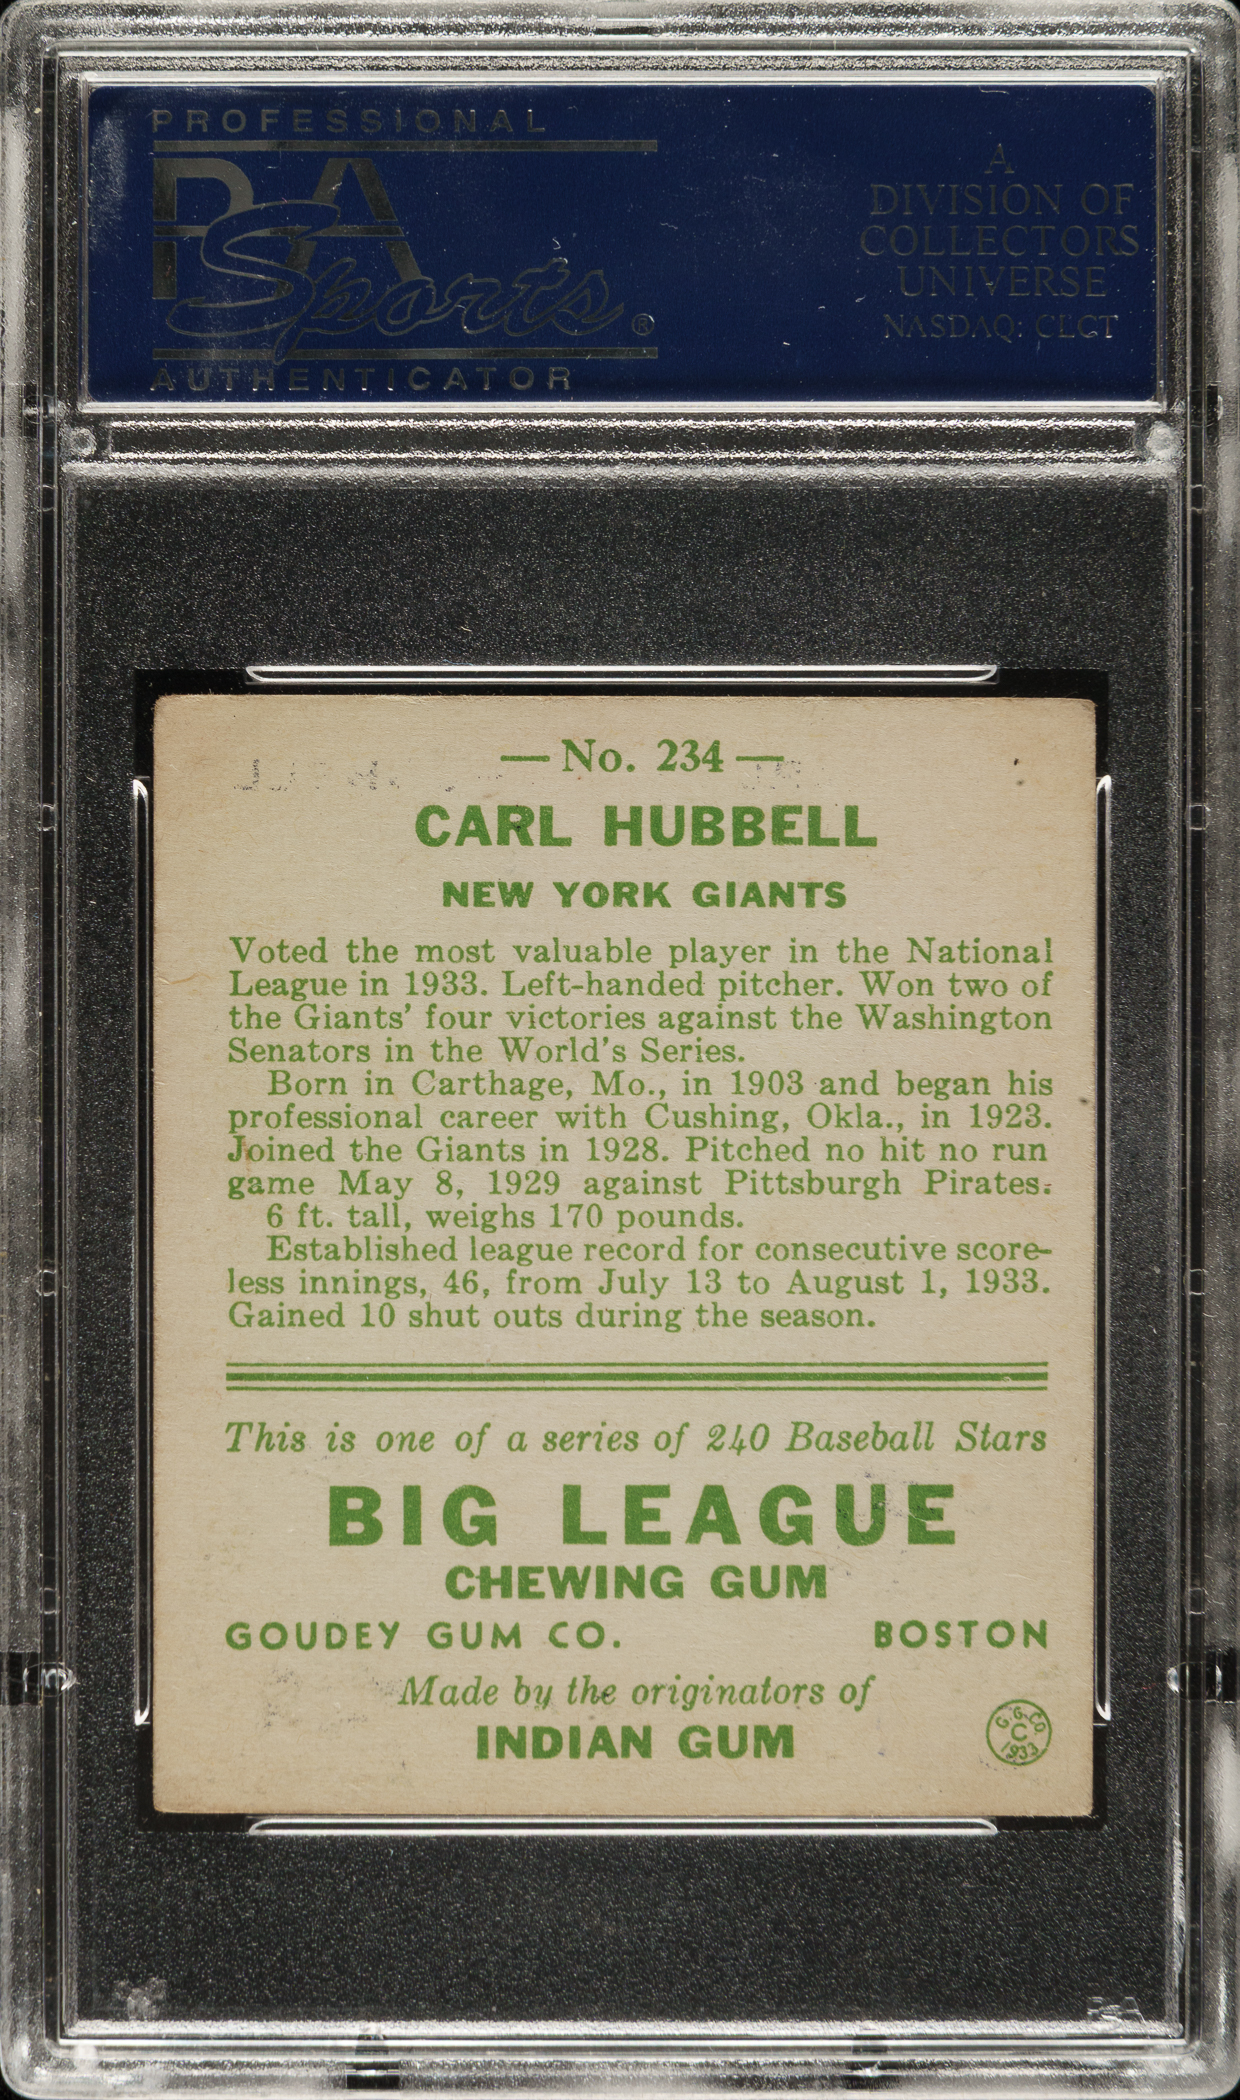 PROFESSIONAL
PSA
Sports ®
AUTHENTICATOR
A
DIVISION OF
COLLECTORS
UNIVERSE
NASDAQ: CLCT
— No. 234 —
CARL HUBBELL
NEW YORK GIANTS
Voted the most valuable player in the National
League in 1933. Left-handed pitcher. Won two of
the Giants' four victories against the Washington
Senators in the World's Series.
Born in Carthage, Mo., in 1903 and began his
professional career with Cushing, Okla., in 1923.
Joined the Giants in 1928. Pitched no hit no run
game May 8, 1929 against Pittsburgh Pirates.
6 ft. tall, weighs 170 pounds.
Established league record for consecutive score-
less innings, 46, from July 13 to August 1, 1933.
Gained 10 shut outs during the season.
This is one of a series of 240 Baseball Stars
BIG LEAGUE
CHEWING GUM
GOUDEY GUM CO. BOSTON
Made by the originators of
INDIAN GUM
G.G.CO.
C
1933
PSA